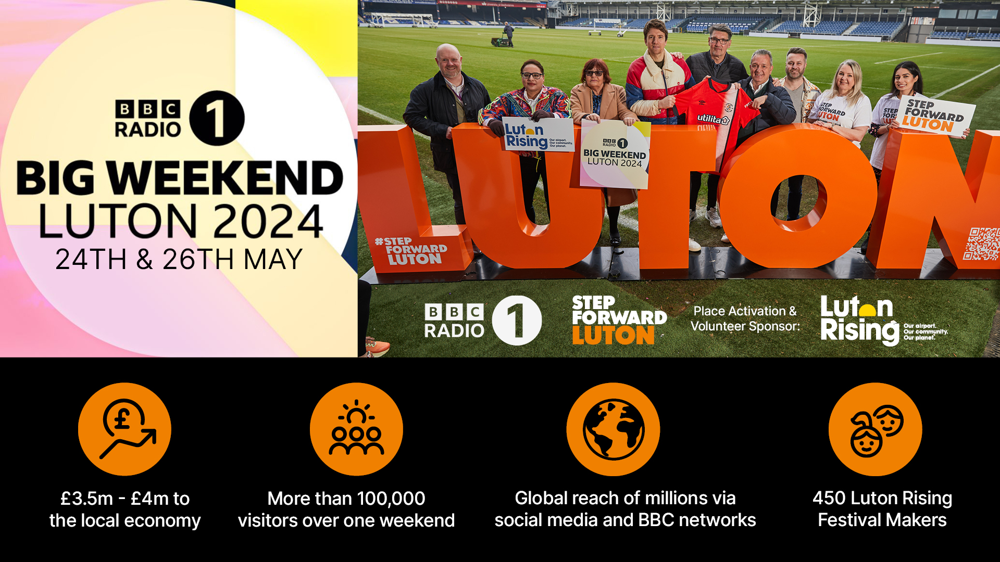 BBC
RADIO 1
BIG WEEKEND
LUTON 2024
24TH & 26TH MAY
University of Bedfordshire
utilita
STEP
FORWARD
LUTON
STEP
FORWARD
LUTON
Luton
Rising
Our airport.
Our community.
Our planet.
BBC
RADIO 1
BIG WEEKEND
LUTON 2024
LUTON
#STEP
FORWARD
LUTON
BBC
RADIO 1
STEP
FORWARD
LUTON
Place Activation &
Volunteer Sponsor:
Luton
Rising
Our airport.
Our community.
Our planet.
£
£3.5m - £4m to
the local economy
More than 100,000
visitors over one weekend
Global reach of millions via
social media and BBC networks
450 Luton Rising
Festival Makers